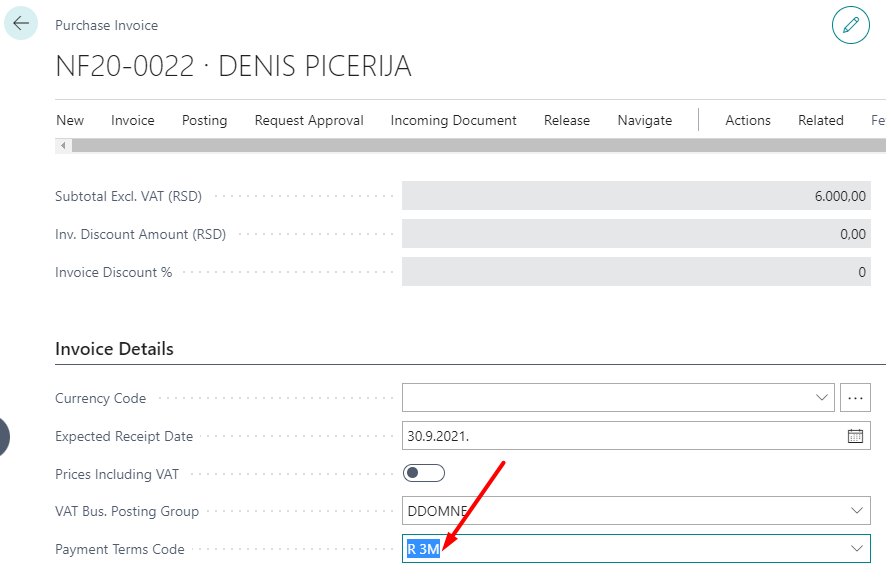 Purchase Invoice
NF20-0022 · DENIS PICERIJA
New Invoice Posting Request Approval Incoming Document Release Navigate Actions Related Fe
Subtotal Excl. VAT (RSD) 6.000,00
Inv. Discount Amount (RSD) 0,00
Invoice Discount % 0
Invoice Details
Currency Code
Expected Receipt Date 30.9.2021.
Prices Including VAT
VAT Bus. Posting Group DDOMNE
Payment Terms Code R 3M